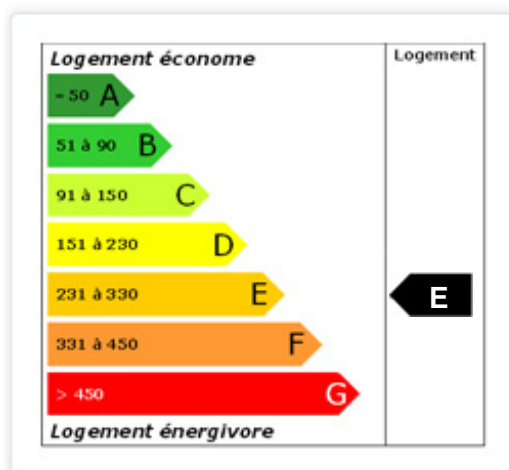 Logement économe
Logement
- 50 A
51 à 90 B
91 à 150 C
151 à 230 D
231 à 330 E
E
331 à 450 F
> 450 G
Logement énergivore